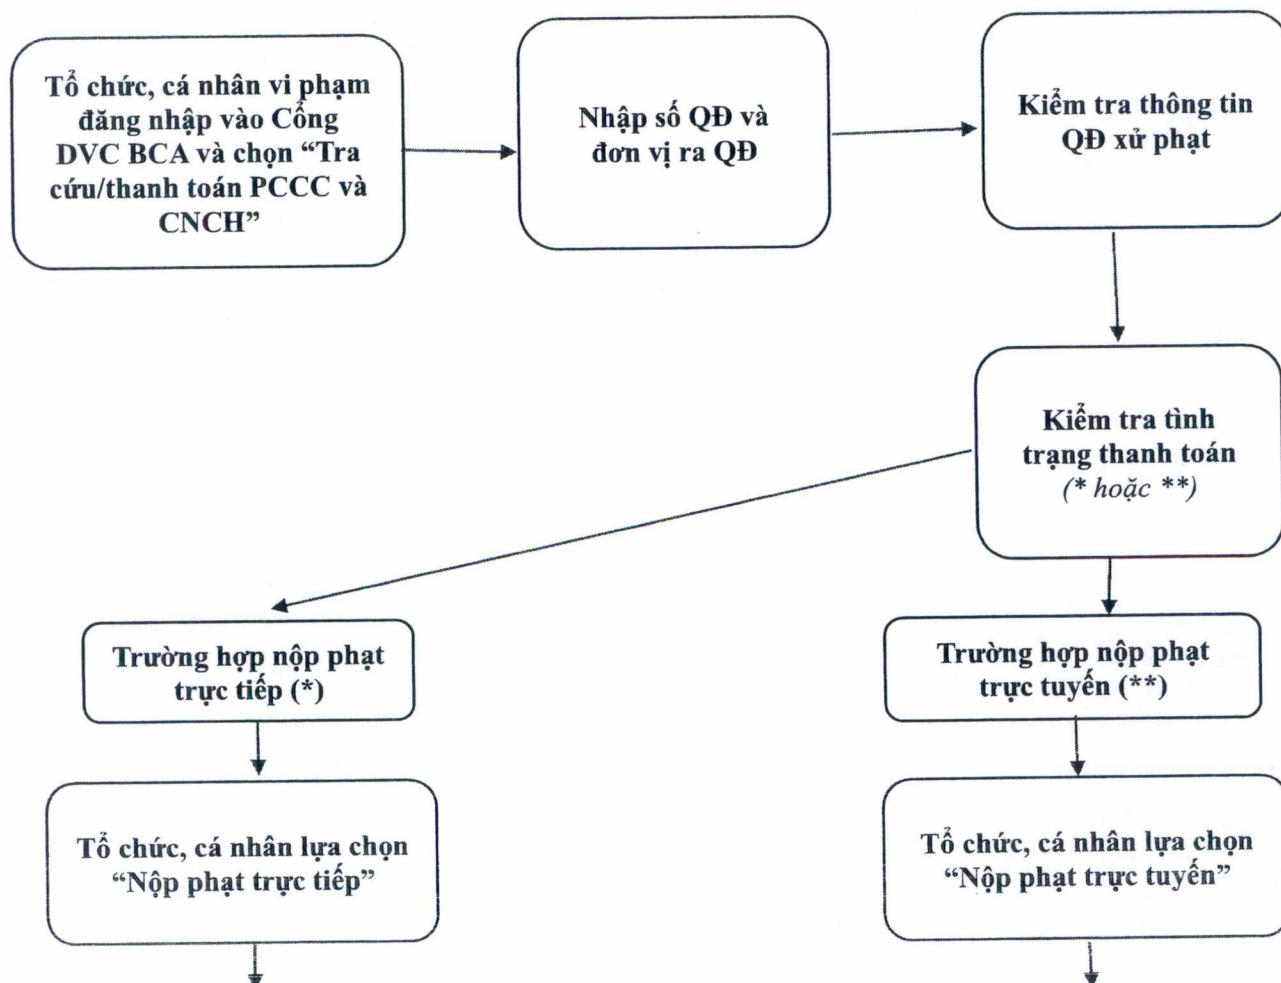 Tổ chức, cá nhân vi phạm
đăng nhập vào Cổng
DVC BCA và chọn “Tra
cứu/thanh toán PCCC và
CNCH”
Nhập số QĐ và
đơn vị ra QĐ
Kiểm tra thông tin
QĐ xử phạt
Kiểm tra tình
trạng thanh toán
(* hoặc **)
Trường hợp nộp phạt
trực tiếp (*)
Trường hợp nộp phạt
trực tuyến (**)
Tổ chức, cá nhân lựa chọn
“Nộp phạt trực tiếp”
Tổ chức, cá nhân lựa chọn
“Nộp phạt trực tuyến”